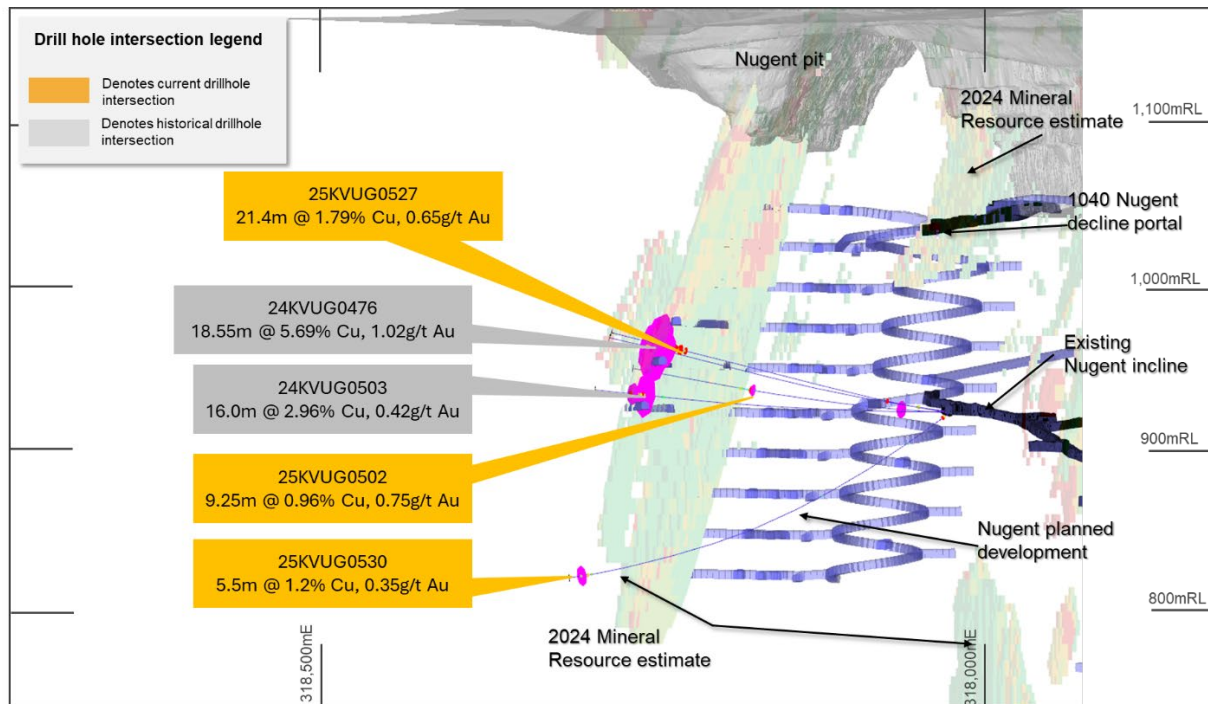 Drill hole intersection legend
Denotes current drillhole
intersection
Denotes historical drillhole
intersection
Nugent pit
2024 Mineral
Resource estimate
1,100mRL
25KVUG0527
21.4m @ 1.79% Cu, 0.65g/t Au
1040 Nugent
decline portal
24KVUG0476
18.55m @ 5.69% Cu, 1.02g/t Au
1,000mRL
Existing
Nugent incline
24KVUG0503
16.0m @ 2.96% Cu, 0.42g/t Au
900mRL
25KVUG0502
9.25m @ 0.96% Cu, 0.75g/t Au
Nugent planned
development
25KVUG0530
5.5m @ 1.2% Cu, 0.35g/t Au
800mRL
2024 Mineral
Resource estimate
318,500mE
318,000mE